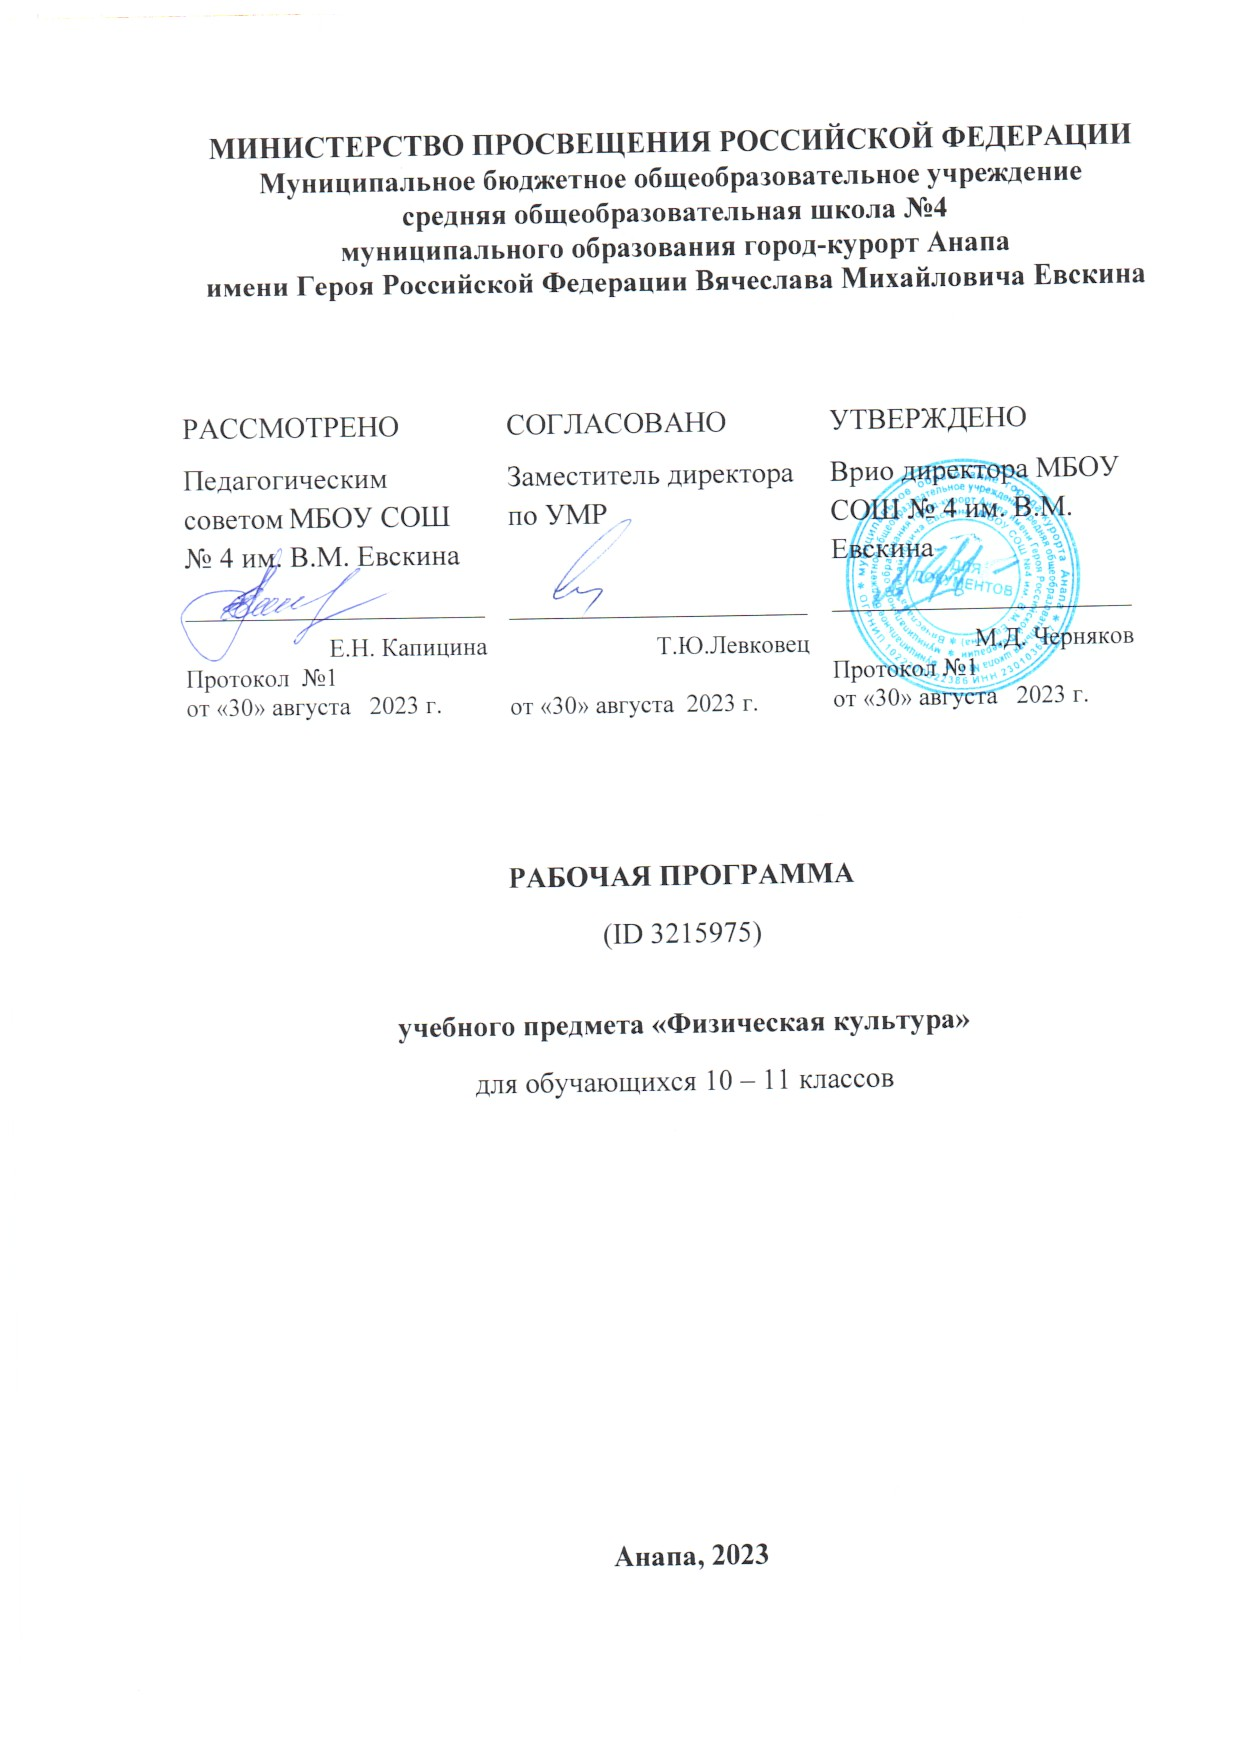 МИНИСТЕРСТВО ПРОСВЕЩЕНИЯ РОССИЙСКОЙ ФЕДЕРАЦИИ
Муниципальное бюджетное общеобразовательное учреждение
средняя общеобразовательная школа №4
муниципального образования город-курорт Анапа
имени Героя Российской Федерации Вячеслава Михайловича Евскина
РАССМОТРЕНО
Педагогическим
советом МБОУ СОШ
№ 4 им. В.М. Евскина
Е.Н. Капицина
Протокол №1
от «30» августа 2023 г.
СОГЛАСОВАНО
Заместитель директора
по УМР
Т.Ю.Левковец
от «30» августа 2023 г.
УТВЕРЖДЕНО
Врио директора МБОУ
СОШ № 4 им. В.М.
Евскина
ДЛЯ
ДОКУМЕНТОВ
М.Д. Черняков
Протокол №1
от «30» августа 2023 г.
РАБОЧАЯ ПРОГРАММА
(ID 3215975)
учебного предмета «Физическая культура»
для обучающихся 10 – 11 классов
Анапа, 2023